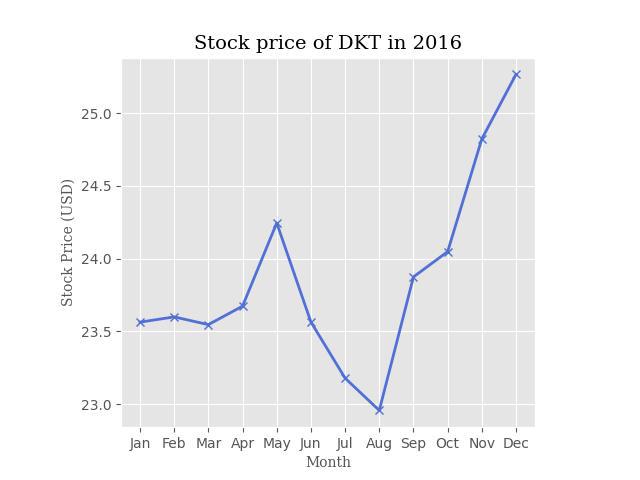 Stock price of DKT in 2016
25.0
24.5
24.0
23.5
23.0
Stock Price (USD)
Jan Feb Mar Apr May Jun Jul Aug Sep Oct Nov Dec
Month